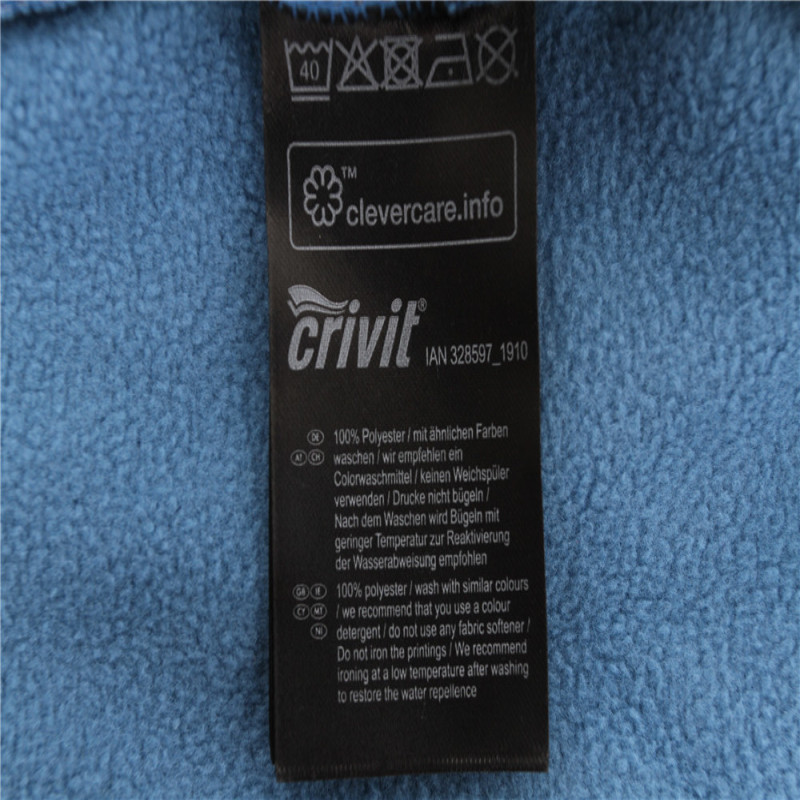 40
TM
clevercare.info
crivit®
IAN 328597_1910
DE 100% Polyester / mit ähnlichen Farben
AT CH waschen / wir empfehlen ein
Colorwaschmittel / keinen Weichspüler
verwenden / Drucke nicht bügeln /
Nach dem Waschen wird Bügeln mit
geringer Temperatur zur Reaktivierung
der Wasserabweisung empfohlen
GB IE 100% polyester / wash with similar colours
CY MT / we recommend that you use a colour
NI detergent / do not use any fabric softener /
Do not iron the printings / We recommend
ironing at a low temperature after washing
to restore the water repellence